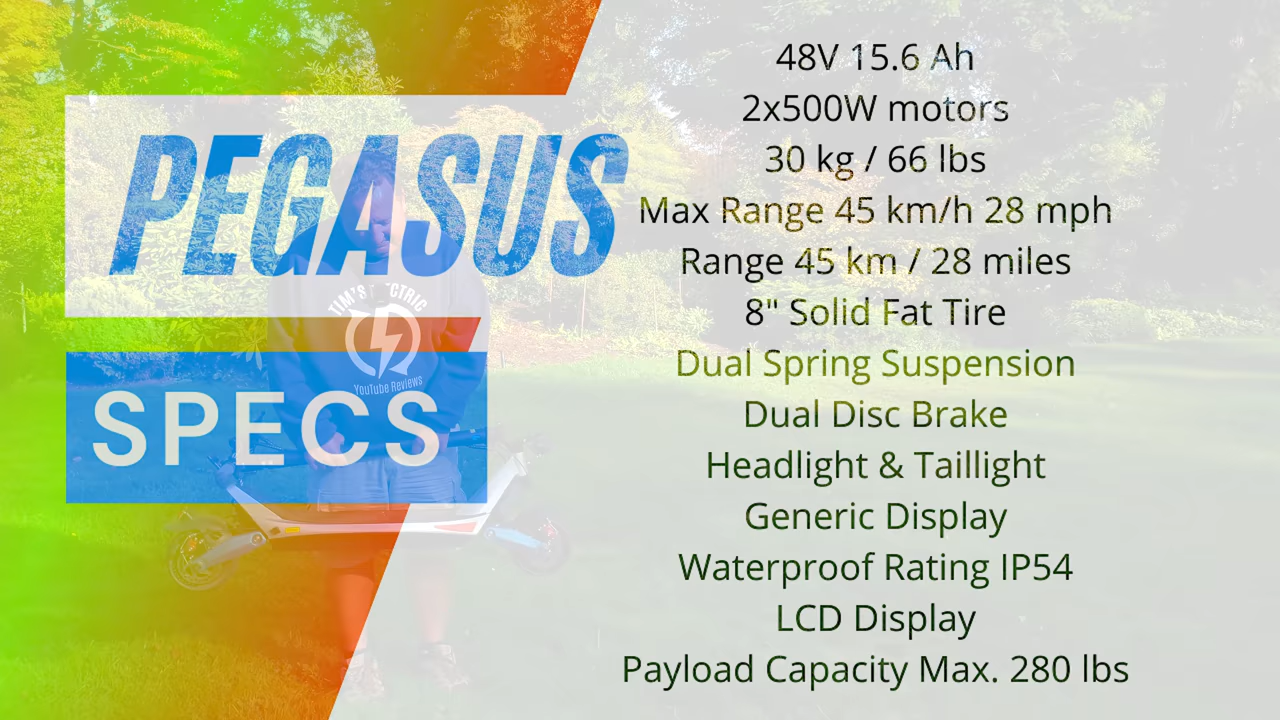 PEGASUS
SPECS
TIM'S
YouTube Reviews
48V 15.6 Ah
2x500W motors
30 kg / 66 lbs
Max Range 45 km/h 28 mph
Range 45 km / 28 miles
8" Solid Fat Tire
Dual Spring Suspension
Dual Disc Brake
Headlight & Taillight
Generic Display
Waterproof Rating IP54
LCD Display
Payload Capacity Max. 280 lbs